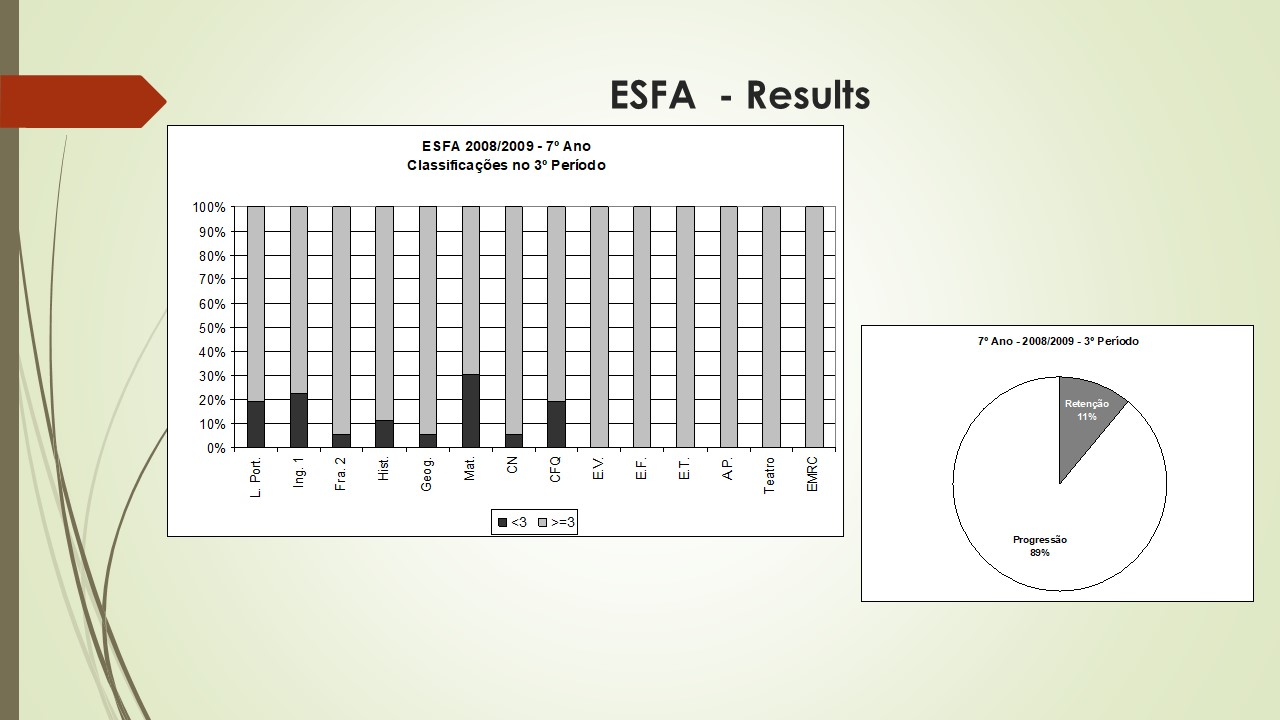 ESFA - Results
ESFA 2008/2009 - 7º Ano
Classificações no 3º Período
100%
90%
80%
70%
60%
50%
40%
30%
20%
10%
0%
L. Port.
Ing. 1
Fra. 2
Hist.
Geog.
Mat.
CN
CFQ
E.V.
E.F.
E.T.
A.P.
Teatro
EMRC
<3 >=3
7º Ano - 2008/2009 - 3º Período
Retenção
11%
Progressão
89%